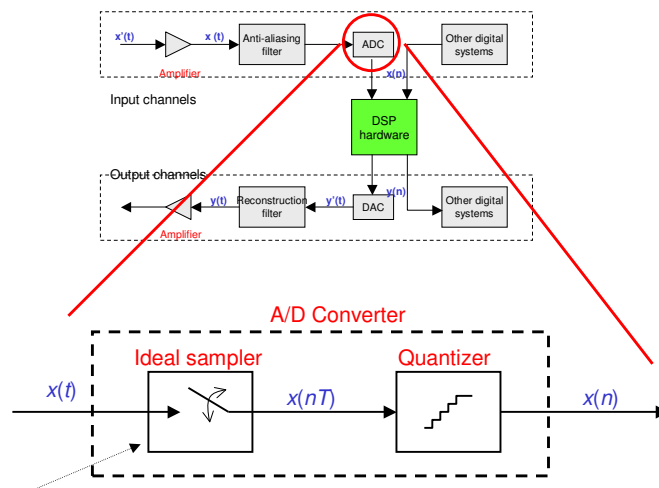 x'(t)
x (t)
Anti-aliasing
filter
ADC
Other digital
systems
Amplifier
x(n)
Input channels
DSP
hardware
Output channels
y(n)
y(t)
Reconstruction
filter
y'(t)
DAC
Other digital
systems
Amplifier
A/D Converter
Ideal sampler
Quantizer
x(t)
x(nT)
x(n)